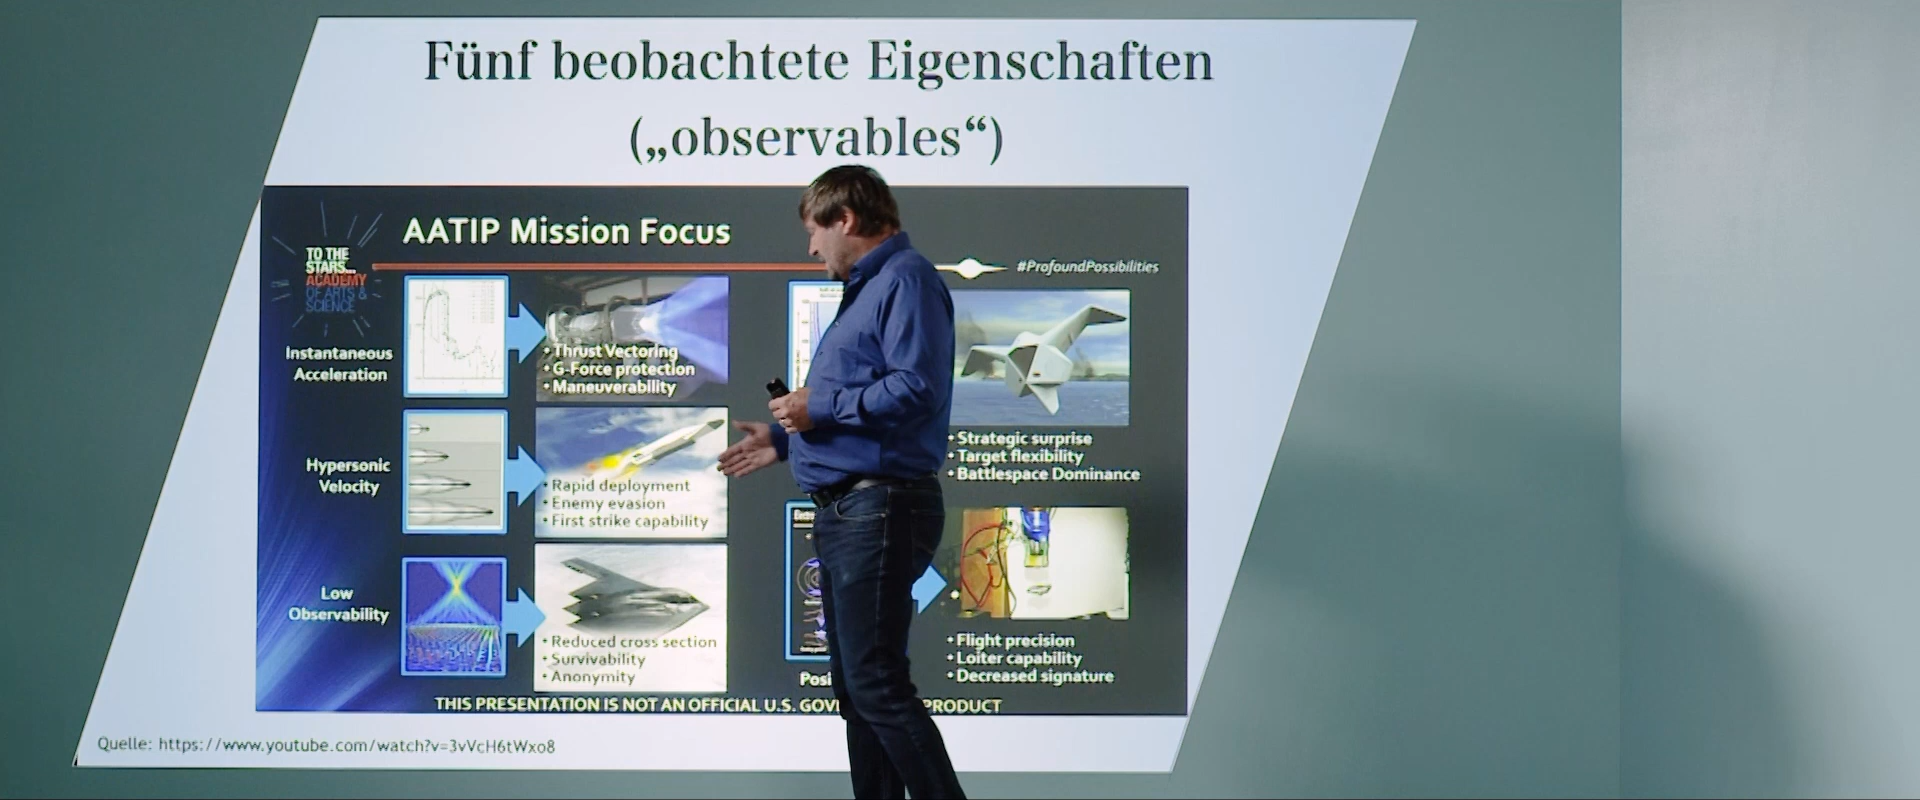 Fünf beobachtete Eigenschaften
(„observables“)
AATIP Mission Focus
TO THE
STARS...
ACADEMY
OF ARTS &
SCIENCE
#ProfoundPossibilities
Instantaneous
Acceleration
• Thrust Vectoring
• G-Force protection
• Maneuverability
Hypersonic
Velocity
• Rapid deployment
• Enemy evasion
• First strike capability
Low
Observability
• Reduced cross section
• Survivability
• Anonymity
• Strategic surprise
• Target flexibility
• Battlespace Dominance
• Flight precision
• Loiter capability
• Decreased signature
THIS PRESENTATION IS NOT AN OFFICIAL U.S. PRODUCT
Quelle: https://www.youtube.com/watch?v=3vVcH6tWxo8